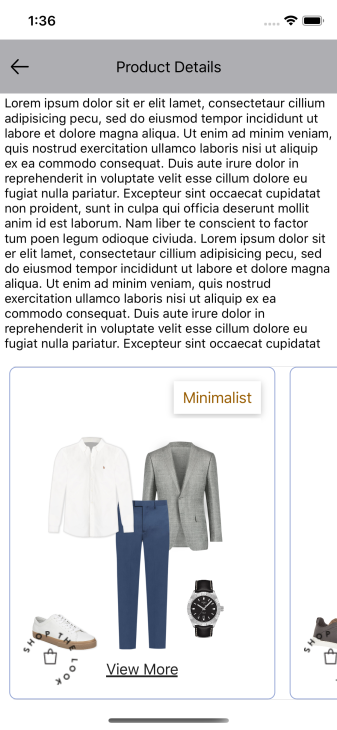 1:36
Product Details
Lorem ipsum dolor sit er elit lamet, consectetaur cillium
adipisicing pecu, sed do eiusmod tempor incididunt ut
labore et dolore magna aliqua. Ut enim ad minim veniam,
quis nostrud exercitation ullamco laboris nisi ut aliquip
ex ea commodo consequat. Duis aute irure dolor in
reprehenderit in voluptate velit esse cillum dolore eu
fugiat nulla pariatur. Excepteur sint occaecat cupidatat
non proident, sunt in culpa qui officia deserunt mollit
anim id est laborum. Nam liber te conscient to factor
tum poen legum odioque civiuda. Lorem ipsum dolor sit
er elit lamet, consectetaur cillium adipisicing pecu, sed
do eiusmod tempor incididunt ut labore et dolore magna
aliqua. Ut enim ad minim veniam, quis nostrud
exercitation ullamco laboris nisi ut aliquip ex ea
commodo consequat. Duis aute irure dolor in
reprehenderit in voluptate velit esse cillum dolore eu
fugiat nulla pariatur. Excepteur sint occaecat cupidatat
Minimalist
SHOP THE LOOK
View More
SHOP T